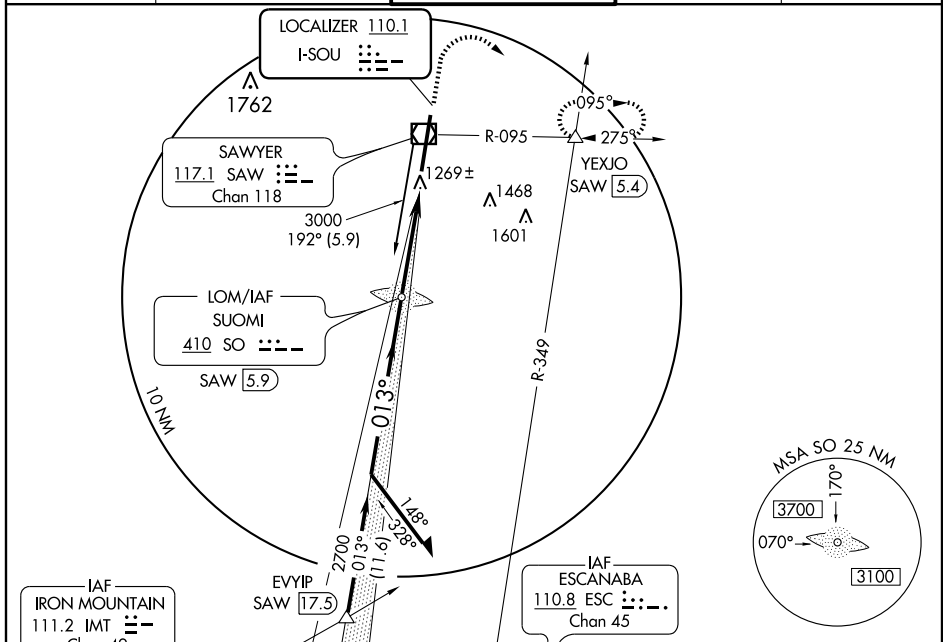 LOCALIZER 110.1
I-SOU
1762
095°
R-095
275°
YEXJO
SAW 5.4
SAWYER
117.1 SAW
Chan 118
1269±
1468
1601
3000
192° (5.9)
LOM/IAF
SUOMI
410 SO
SAW 5.9
R-349
013°
10 NM
148°
328°
2700
013°
(11.6)
EVYIP
SAW 17.5
IAF
IRON MOUNTAIN
111.2 IMT
IAF
ESCANABA
110.8 ESC
Chan 45
MSA SO 25 NM
170°
3700
070°
3100